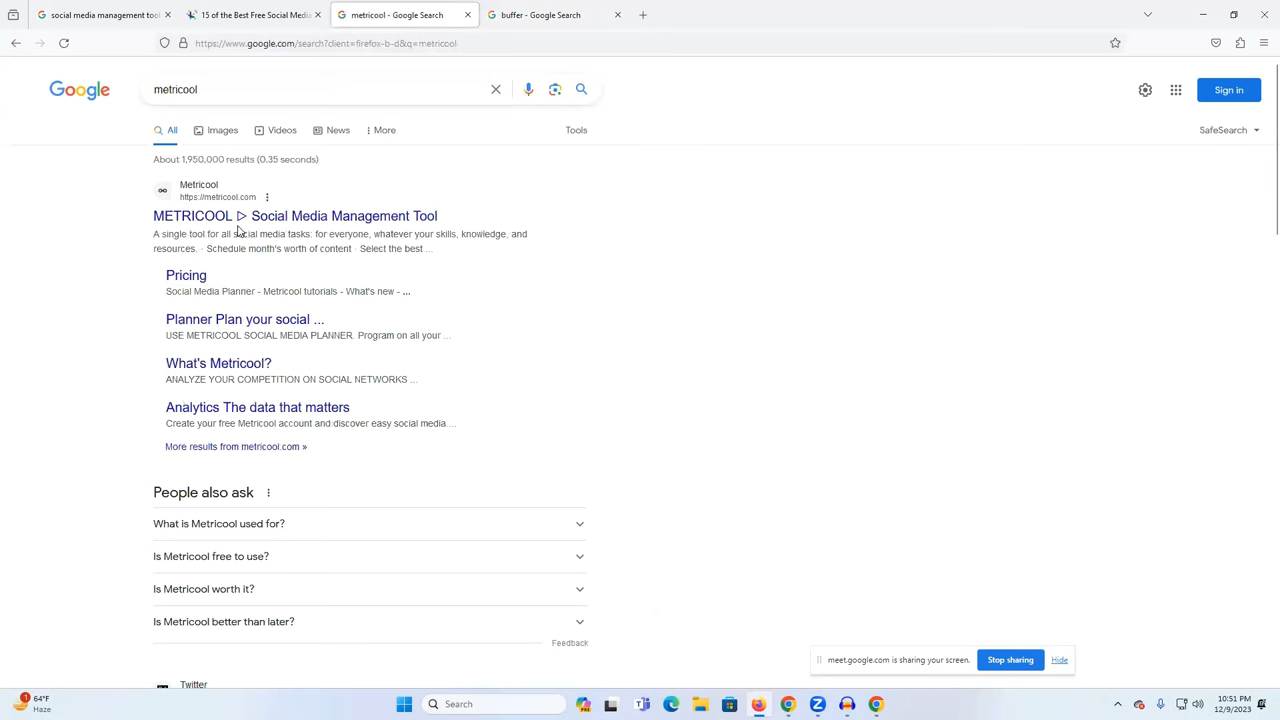 social media management tool
15 of the Best Free Social Media
metricool - Google Search
buffer - Google Search
https://www.google.com/search?client=firefox-b-d&q=metricool
Google
metricool
Sign in
All
Images
Videos
News
More
Tools
SafeSearch
About 1,950,000 results (0.35 seconds)
Metricool
https://metricool.com
METRICOOL ▷ Social Media Management Tool
A single tool for all social media tasks: for everyone, whatever your skills, knowledge, and
resources. · Schedule month's worth of content · Select the best ...
Pricing
Social Media Planner - Metricool tutorials - What's new - ...
Planner Plan your social ...
USE METRICOOL SOCIAL MEDIA PLANNER. Program on all your ...
What's Metricool?
ANALYZE YOUR COMPETITION ON SOCIAL NETWORKS ...
Analytics The data that matters
Create your free Metricool account and discover easy social media ...
More results from metricool.com »
People also ask
What is Metricool used for?
Is Metricool free to use?
Is Metricool worth it?
Is Metricool better than later?
Feedback
Twitter
meet.google.com is sharing your screen.
Stop sharing
Hide
1
64°F
Haze
Search
10:51 PM
12/9/2023